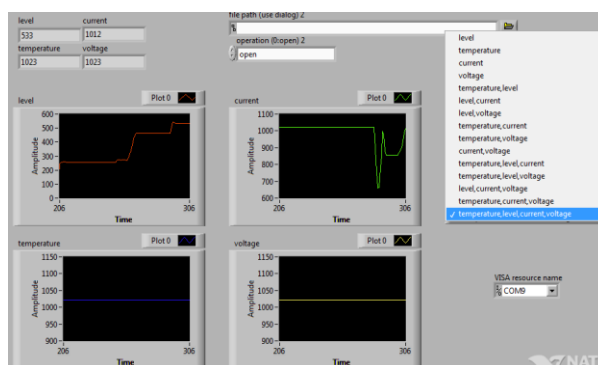 level current
533 1012
temperature voltage
1023 1023
file path (use dialog) 2
operation (0:open) 2
open
level
temperature
current
voltage
temperature,level
level,current
level,voltage
temperature,current
temperature,voltage
current,voltage
temperature,level,current
temperature,level,voltage
level,current,voltage
temperature,current,voltage
✓ temperature,level,current,voltage
level Plot 0
Amplitude
600
500
400
300
200
100
0
206 306
Time
current Plot 0
Amplitude
1100
1000
900
800
700
600
206 306
Time
temperature Plot 0
Amplitude
1150
1100
1050
1000
950
900
206 306
Time
voltage Plot 0
Amplitude
1150
1100
1050
1000
950
900
206 306
Time
VISA resource name
COM9
NAT